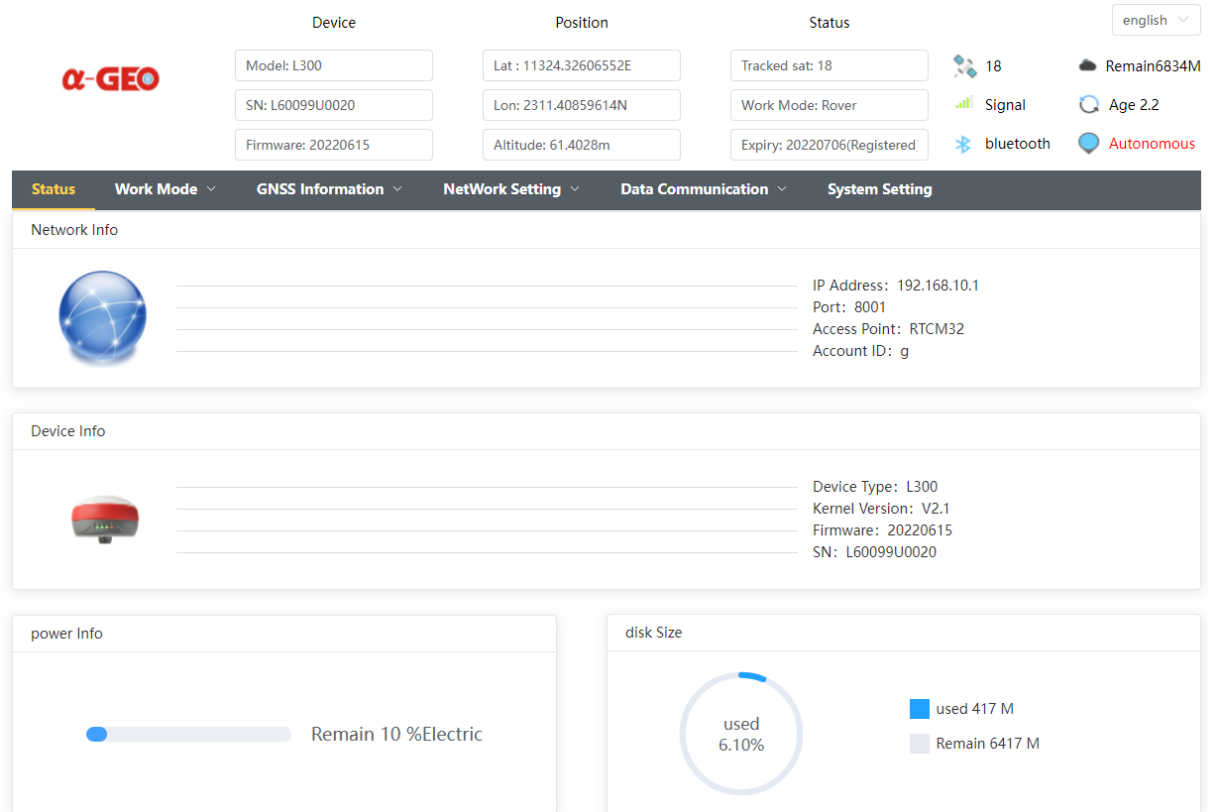 Device
Position
Status
english
α-GEO
Model: L300
Lat : 11324.32606552E
Tracked sat: 18
18
Remain6834M
SN: L60099U0020
Lon: 2311.40859614N
Work Mode: Rover
Signal
Age 2.2
Firmware: 20220615
Altitude: 61.4028m
Expiry: 20220706(Registered
bluetooth
Autonomous
Status
Work Mode
GNSS Information
NetWork Setting
Data Communication
System Setting
Network Info
IP Address: 192.168.10.1
Port: 8001
Access Point: RTCM32
Account ID: g
Device Info
Device Type: L300
Kernel Version: V2.1
Firmware: 20220615
SN: L60099U0020
power Info
Remain 10 %Electric
disk Size
used
6.10%
used 417 M
Remain 6417 M